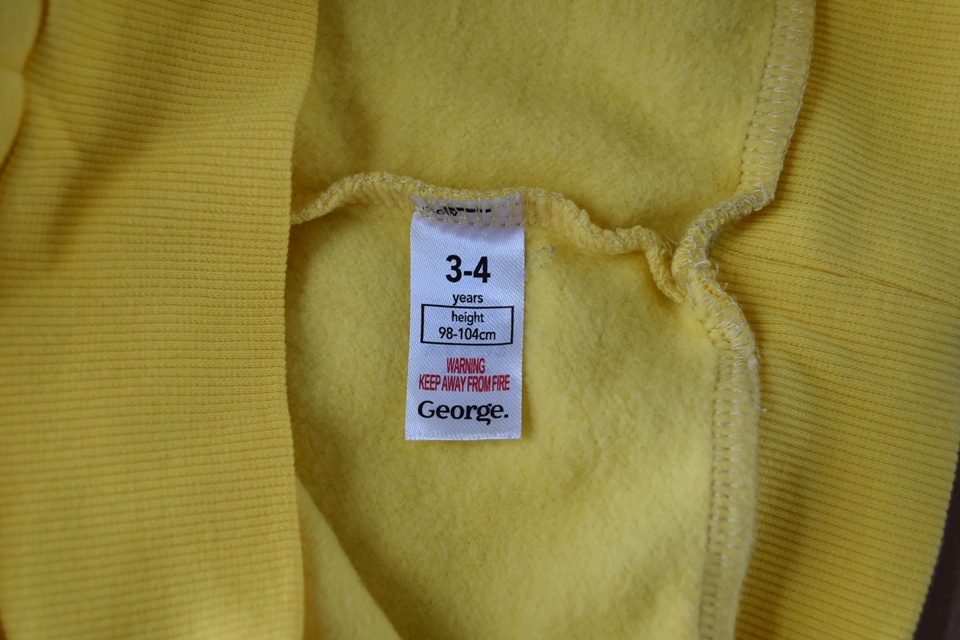 3-4
years
height
98-104cm
WARNING
KEEP AWAY FROM FIRE
George.